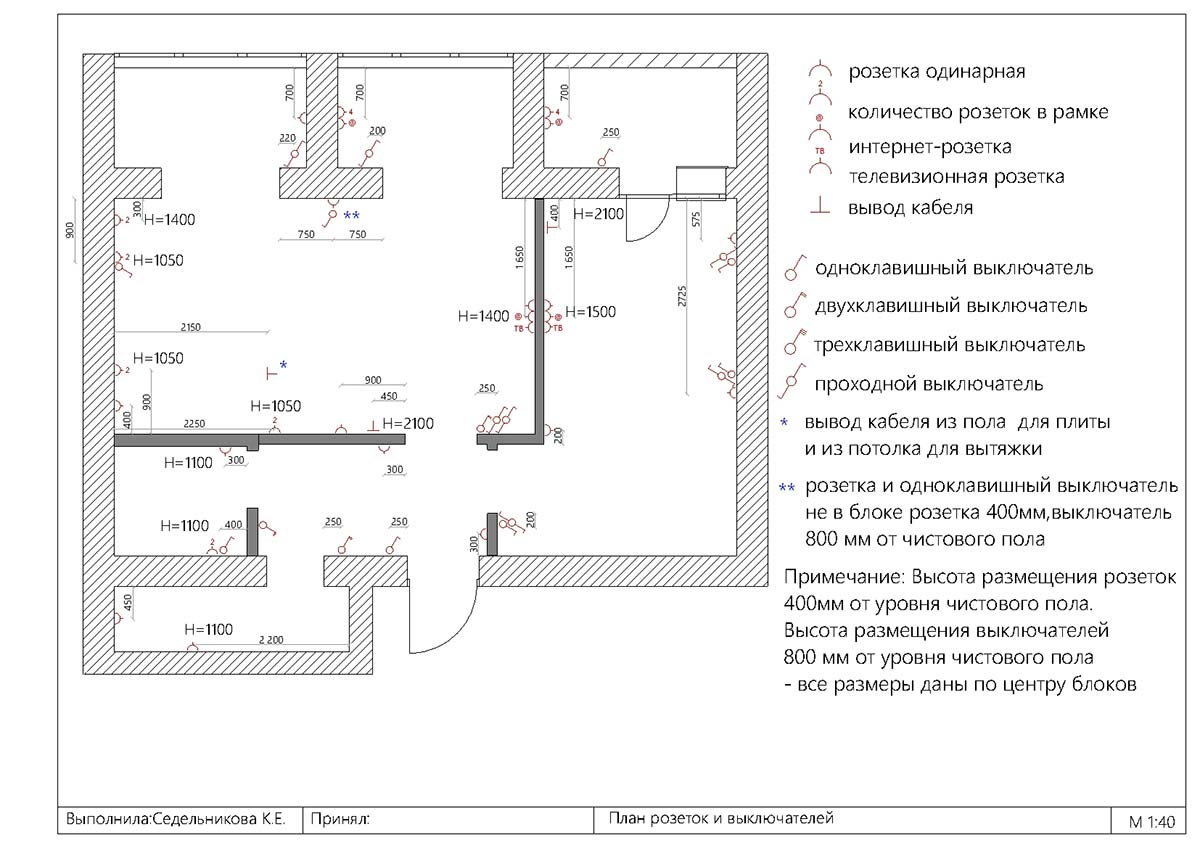 700
700
700
220
200
250
4
4
300
H=1400
2
900
2
H=1050
**
750
750
400
H=2100
575
1 650
1 650
2725
H=1400
H=1500
ТВ
ТВ
2150
H=1050
2
*
900
450
250
900
400
2250
H=1050
2
H=2100
200
H=1100
300
300
H=1100
400
2
250
250
300
200
450
H=1100
2 200
розетка одинарная
2
количество розеток в рамке
@
интернет-розетка
ТВ
телевизионная розетка
вывод кабеля
одноклавишный выключатель
двухклавишный выключатель
трехклавишный выключатель
проходной выключатель
* вывод кабеля из пола для плиты
и из потолка для вытяжки
** розетка и одноклавишный выключатель
не в блоке розетка 400мм,выключатель
800 мм от чистового пола
Примечание: Высота размещения розеток
400мм от уровня чистового пола.
Высота размещения выключателей
800 мм от уровня чистового пола
- все размеры даны по центру блоков
Выполнила:Седельникова К.Е.
Принял:
План розеток и выключателей
М 1:40